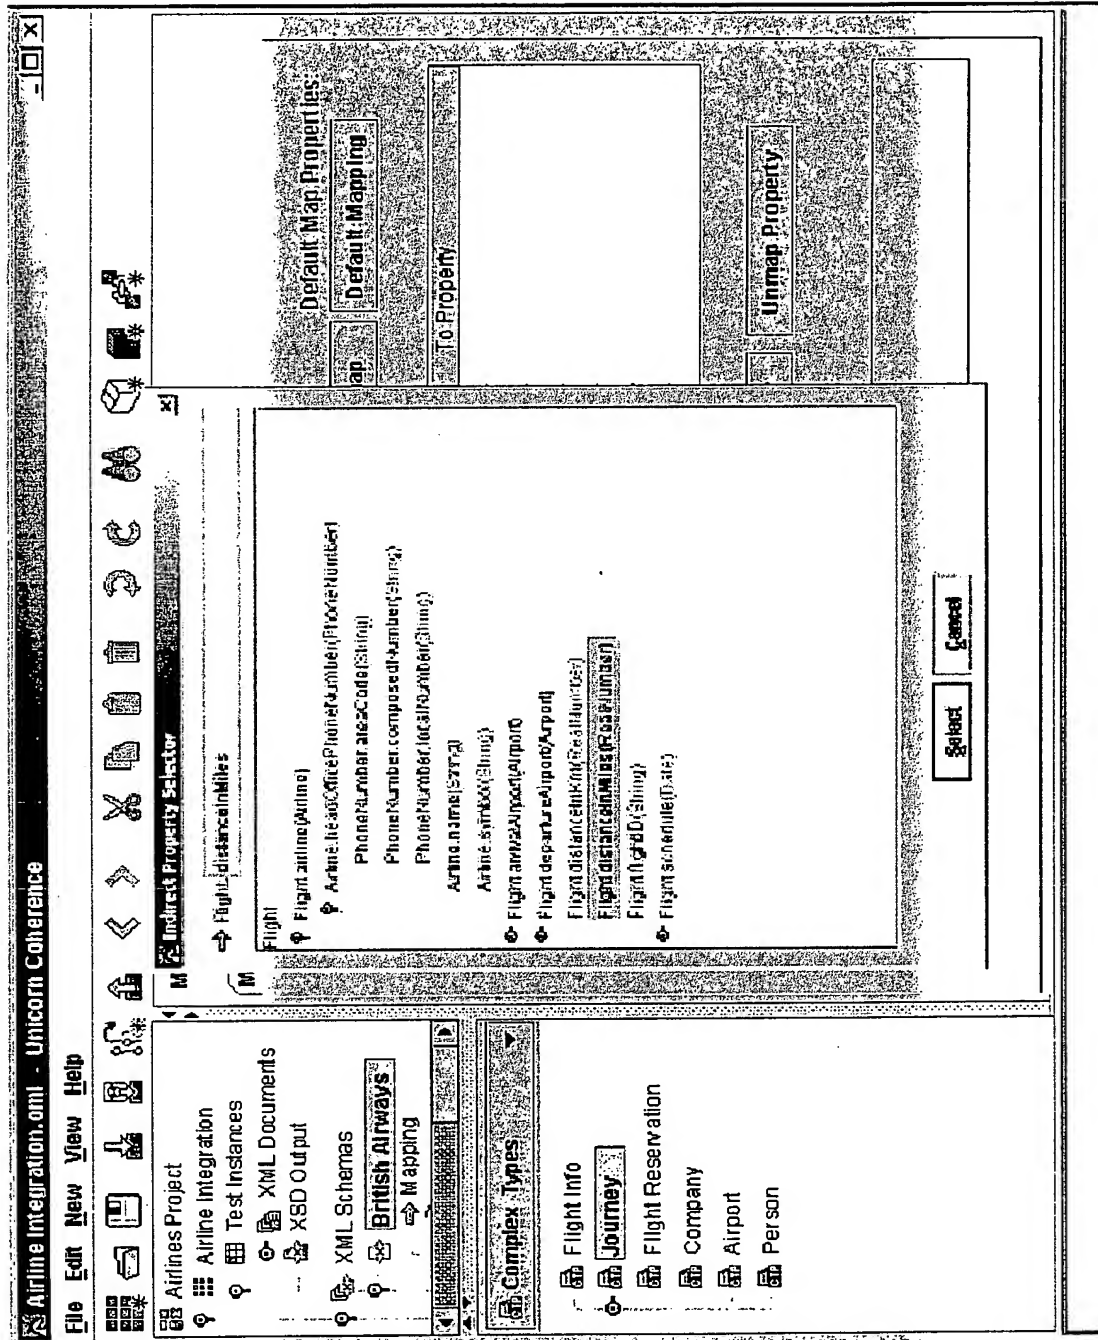 Airline Integration.oml - Unicorn Coherence
File Edit New View Help
Airlines Project
Airline Integration
Test Instances
XML Documents
XSD Output
XML Schemas
British Airways
Mapping
Complex Types
Flight Info
Journey
Flight Reservation
Company
Airport
Person
M
M
Indirect Property Selector
Flight.distanceInMiles
Flight
Flight.airline(Airline)
Airline.headOfficePhoneNumber(PhoneNumber)
PhoneNumber.areaCode(String)
PhoneNumber.composedNumber(String)
PhoneNumber.localNumber(String)
Airline.name(String)
Airline.symbol(String)
Flight.arrivalAirport(Airport)
Flight.departureAirport(Airport)
Flight.distanceInKm(RealNumber)
Flight.distanceInMiles(RealNumber)
Flight.flightID(String)
Flight.schedule(Date)
Select Cancel
Default Map Properties:
ap Default Mapping
To Property
Unmap Property